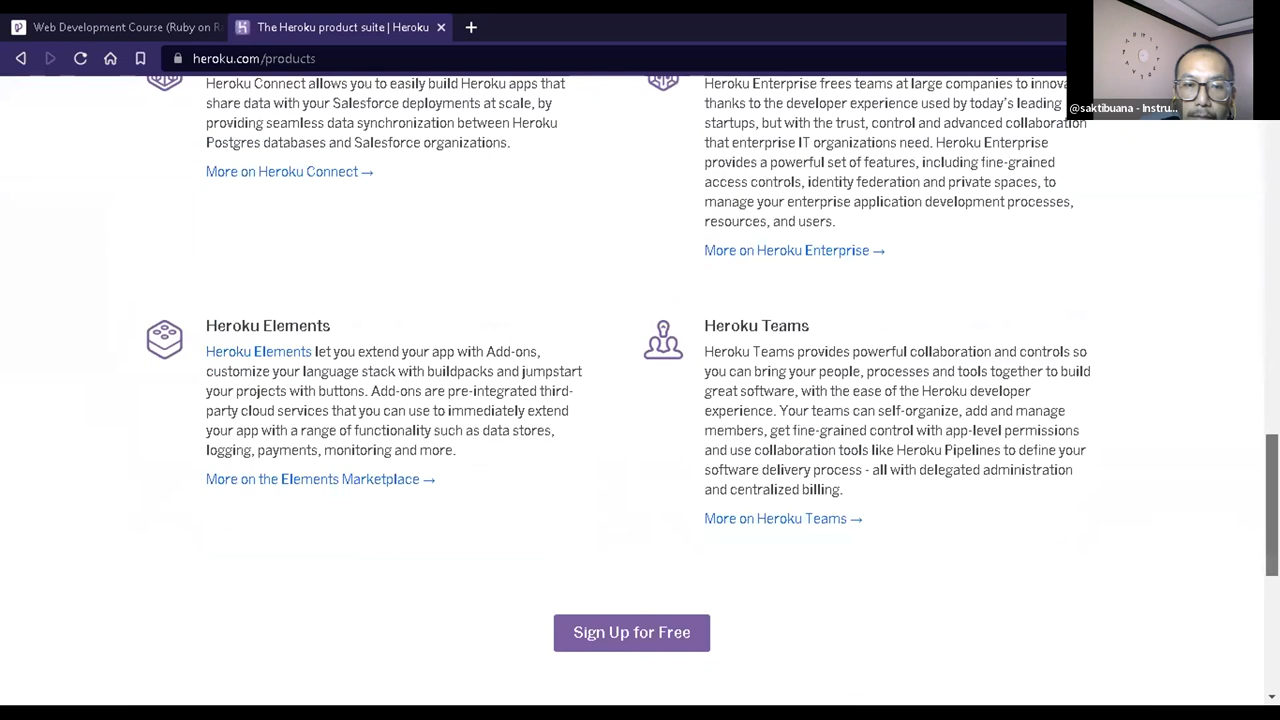 Web Development Course (Ruby on R
The Heroku product suite | Heroku
heroku.com/products
@saktibuana - Instru...
Heroku Connect allows you to easily build Heroku apps that
share data with your Salesforce deployments at scale, by
providing seamless data synchronization between Heroku
Postgres databases and Salesforce organizations.
More on Heroku Connect →
Heroku Enterprise frees teams at large companies to innova
thanks to the developer experience used by today's leading
startups, but with the trust, control and advanced collaboration
that enterprise IT organizations need. Heroku Enterprise
provides a powerful set of features, including fine-grained
access controls, identity federation and private spaces, to
manage your enterprise application development processes,
resources, and users.
More on Heroku Enterprise →
Heroku Elements
Heroku Elements let you extend your app with Add-ons,
customize your language stack with buildpacks and jumpstart
your projects with buttons. Add-ons are pre-integrated third-
party cloud services that you can use to immediately extend
your app with a range of functionality such as data stores,
logging, payments, monitoring and more.
More on the Elements Marketplace →
Heroku Teams
Heroku Teams provides powerful collaboration and controls so
you can bring your people, processes and tools together to build
great software, with the ease of the Heroku developer
experience. Your teams can self-organize, add and manage
members, get fine-grained control with app-level permissions
and use collaboration tools like Heroku Pipelines to define your
software delivery process - all with delegated administration
and centralized billing.
More on Heroku Teams →
Sign Up for Free